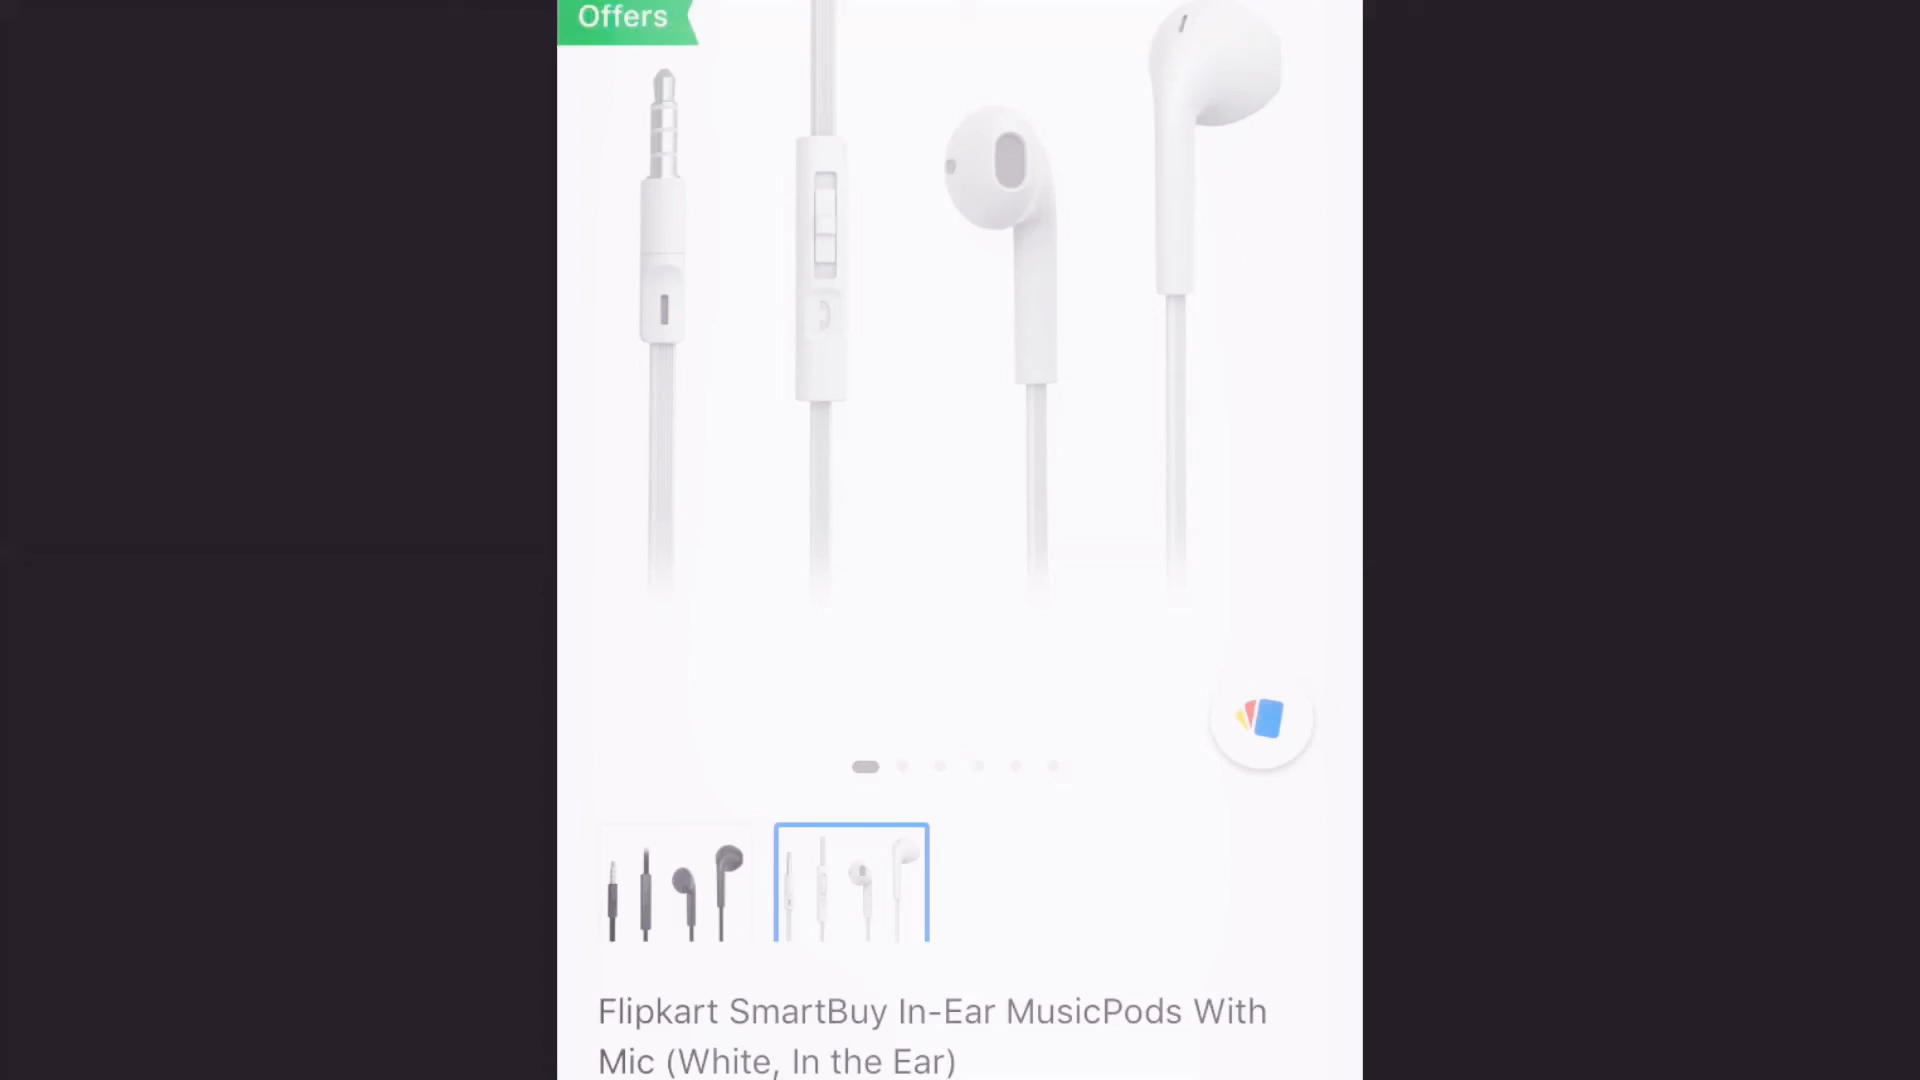 Offers
Flipkart SmartBuy In-Ear MusicPods With
Mic (White, In the Ear)